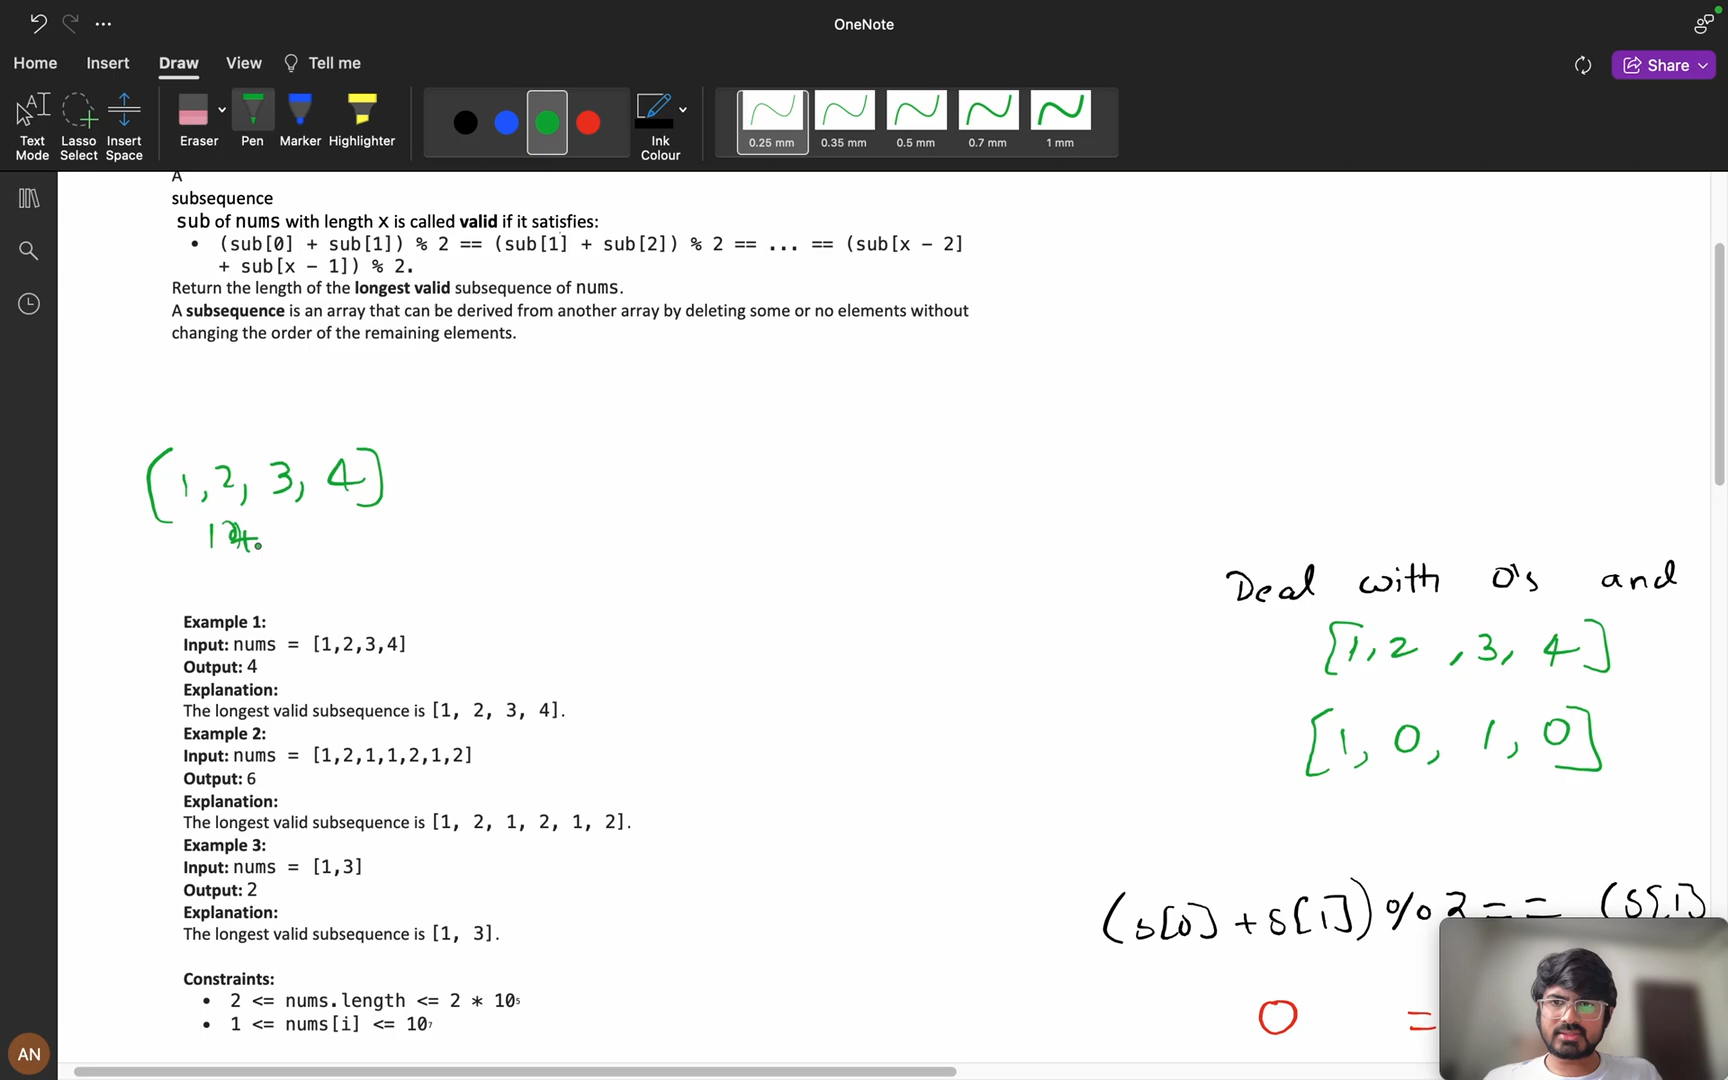 OneNote
Home Insert Draw View Tell me
Share
Text Mode
Lasso Select
Insert Space
Eraser
Pen
Marker
Highlighter
Ink Colour
0.25 mm
0.35 mm
0.5 mm
0.7 mm
1 mm
A
subsequence
sub of nums with length x is called valid if it satisfies:
• (sub[0] + sub[1]) % 2 == (sub[1] + sub[2]) % 2 == ... == (sub[x - 2]
+ sub[x - 1]) % 2.
Return the length of the longest valid subsequence of nums.
A subsequence is an array that can be derived from another array by deleting some or no elements without
changing the order of the remaining elements.
[1, 2, 3, 4]
Deal with 0's and
[1, 2, 3, 4]
[1, 0, 1, 0]
(s[0] + s[1]) % 2 == (s[1]
0 =
Example 1:
Input: nums = [1,2,3,4]
Output: 4
Explanation:
The longest valid subsequence is [1, 2, 3, 4].
Example 2:
Input: nums = [1,2,1,1,2,1,2]
Output: 6
Explanation:
The longest valid subsequence is [1, 2, 1, 2, 1, 2].
Example 3:
Input: nums = [1,3]
Output: 2
Explanation:
The longest valid subsequence is [1, 3].
Constraints:
• 2 <= nums.length <= 2 * 10⁵
• 1 <= nums[i] <= 10⁷
AN